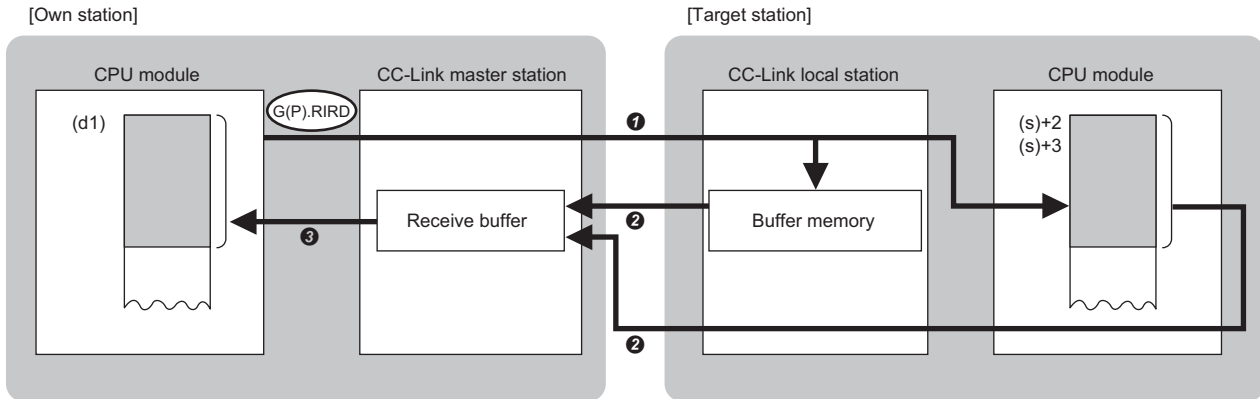 [Own station]
[Target station]
CPU module
CC-Link master station
CC-Link local station
CPU module
G(P).RIRD
(d1)
❶
(s)+2
(s)+3
Receive buffer
❷
Buffer memory
❸
❷